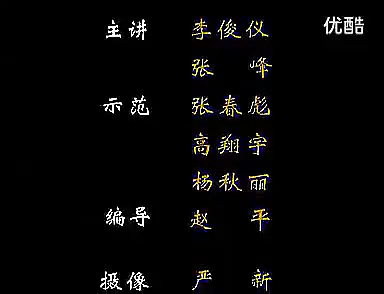 优酷
主讲 李俊仪
张峰
示范 张春彪
高翔宇
杨秋丽
编导 赵平
摄像 严新